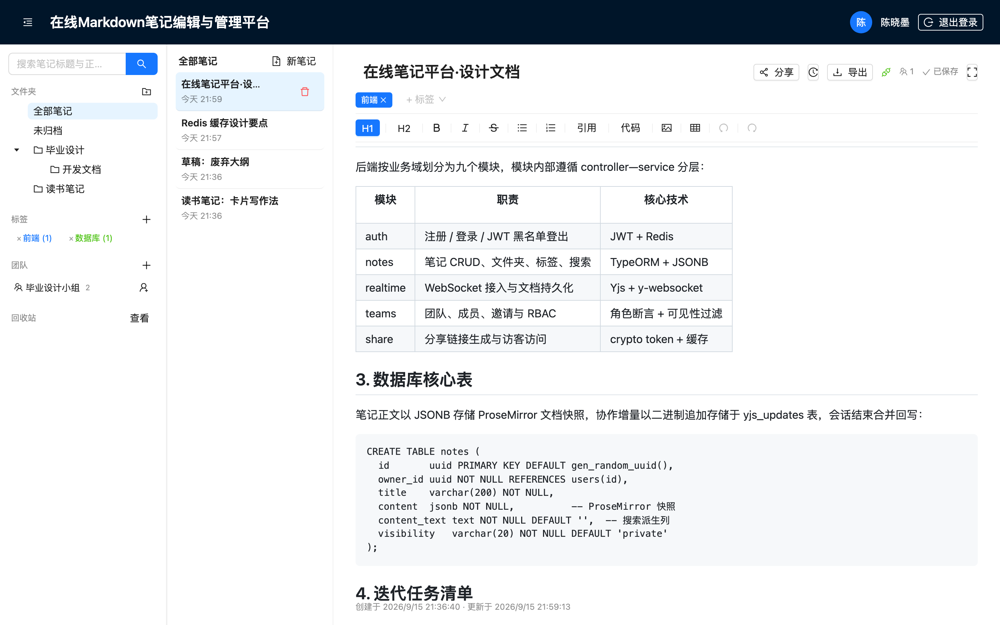 在线Markdown笔记编辑与管理平台
陈 陈晓墨 退出登录
搜索笔记标题与正...
文件夹
全部笔记
未归档
毕业设计
开发文档
读书笔记
标签
×前端 (1) ×数据库 (1)
团队
毕业设计小组 2
回收站 查看
全部笔记 新笔记
在线笔记平台·设...
今天 21:59
Redis 缓存设计要点
今天 21:57
草稿：废弃大纲
今天 21:36
读书笔记：卡片写作法
今天 21:36
在线笔记平台·设计文档
分享 导出 1 已保存
前端 + 标签
H1 H2 B I S 引用 代码
后端按业务域划分为九个模块，模块内部遵循 controller—service 分层：
模块 职责 核心技术
auth 注册 / 登录 / JWT 黑名单登出 JWT + Redis
notes 笔记 CRUD、文件夹、标签、搜索 TypeORM + JSONB
realtime WebSocket 接入与文档持久化 Yjs + y-websocket
teams 团队、成员、邀请与 RBAC 角色断言 + 可见性过滤
share 分享链接生成与访客访问 crypto token + 缓存
3. 数据库核心表
笔记正文以 JSONB 存储 ProseMirror 文档快照，协作增量以二进制追加存储于 yjs_updates 表，会话结束合并回写：
CREATE TABLE notes (
  id       uuid PRIMARY KEY DEFAULT gen_random_uuid(),
  owner_id uuid NOT NULL REFERENCES users(id),
  title    varchar(200) NOT NULL,
  content  jsonb NOT NULL,          -- ProseMirror 快照
  content_text text NOT NULL DEFAULT '',  -- 搜索派生列
  visibility   varchar(20) NOT NULL DEFAULT 'private'
);
4. 迭代任务清单
创建于 2026/9/15 21:36:40 · 更新于 2026/9/15 21:59:13